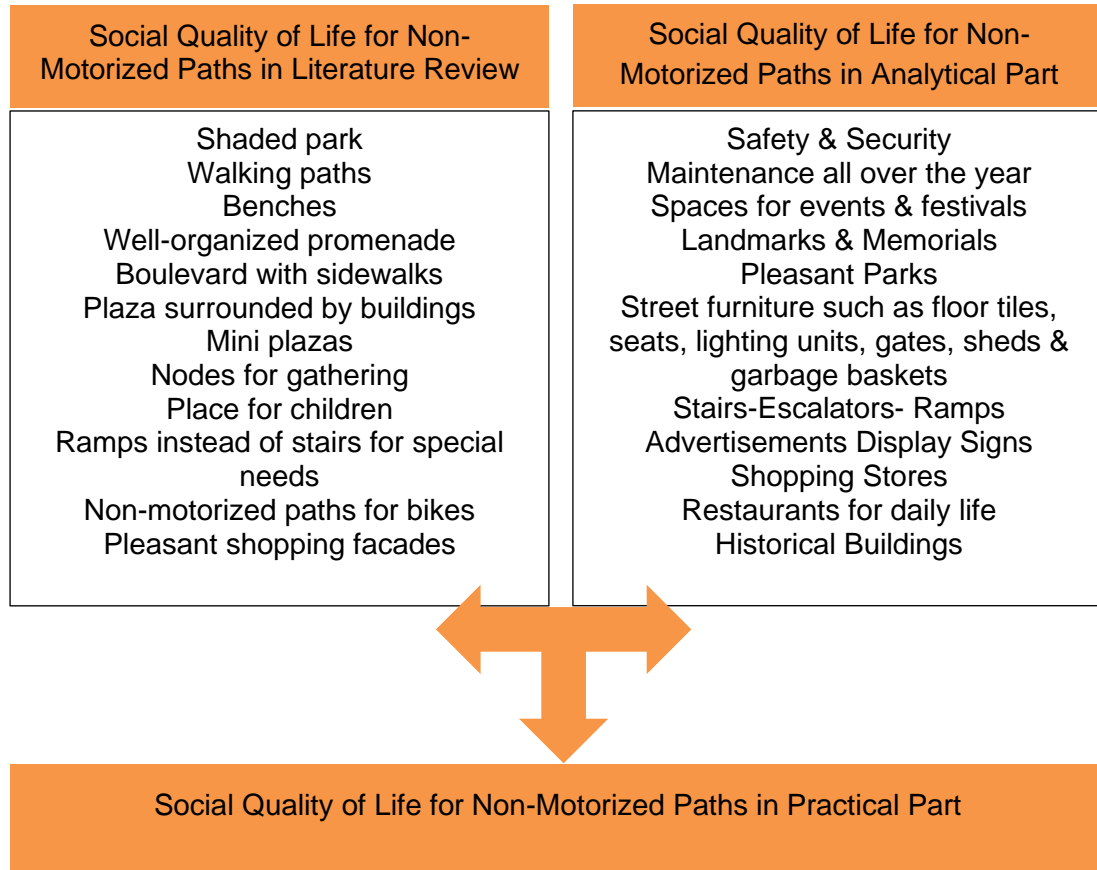 Social Quality of Life for Non-
Motorized Paths in Literature Review
Shaded park
Walking paths
Benches
Well-organized promenade
Boulevard with sidewalks
Plaza surrounded by buildings
Mini plazas
Nodes for gathering
Place for children
Ramps instead of stairs for special
needs
Non-motorized paths for bikes
Pleasant shopping facades
Social Quality of Life for Non-
Motorized Paths in Analytical Part
Safety & Security
Maintenance all over the year
Spaces for events & festivals
Landmarks & Memorials
Pleasant Parks
Street furniture such as floor tiles,
seats, lighting units, gates, sheds &
garbage baskets
Stairs-Escalators- Ramps
Advertisements Display Signs
Shopping Stores
Restaurants for daily life
Historical Buildings
Social Quality of Life for Non-Motorized Paths in Practical Part